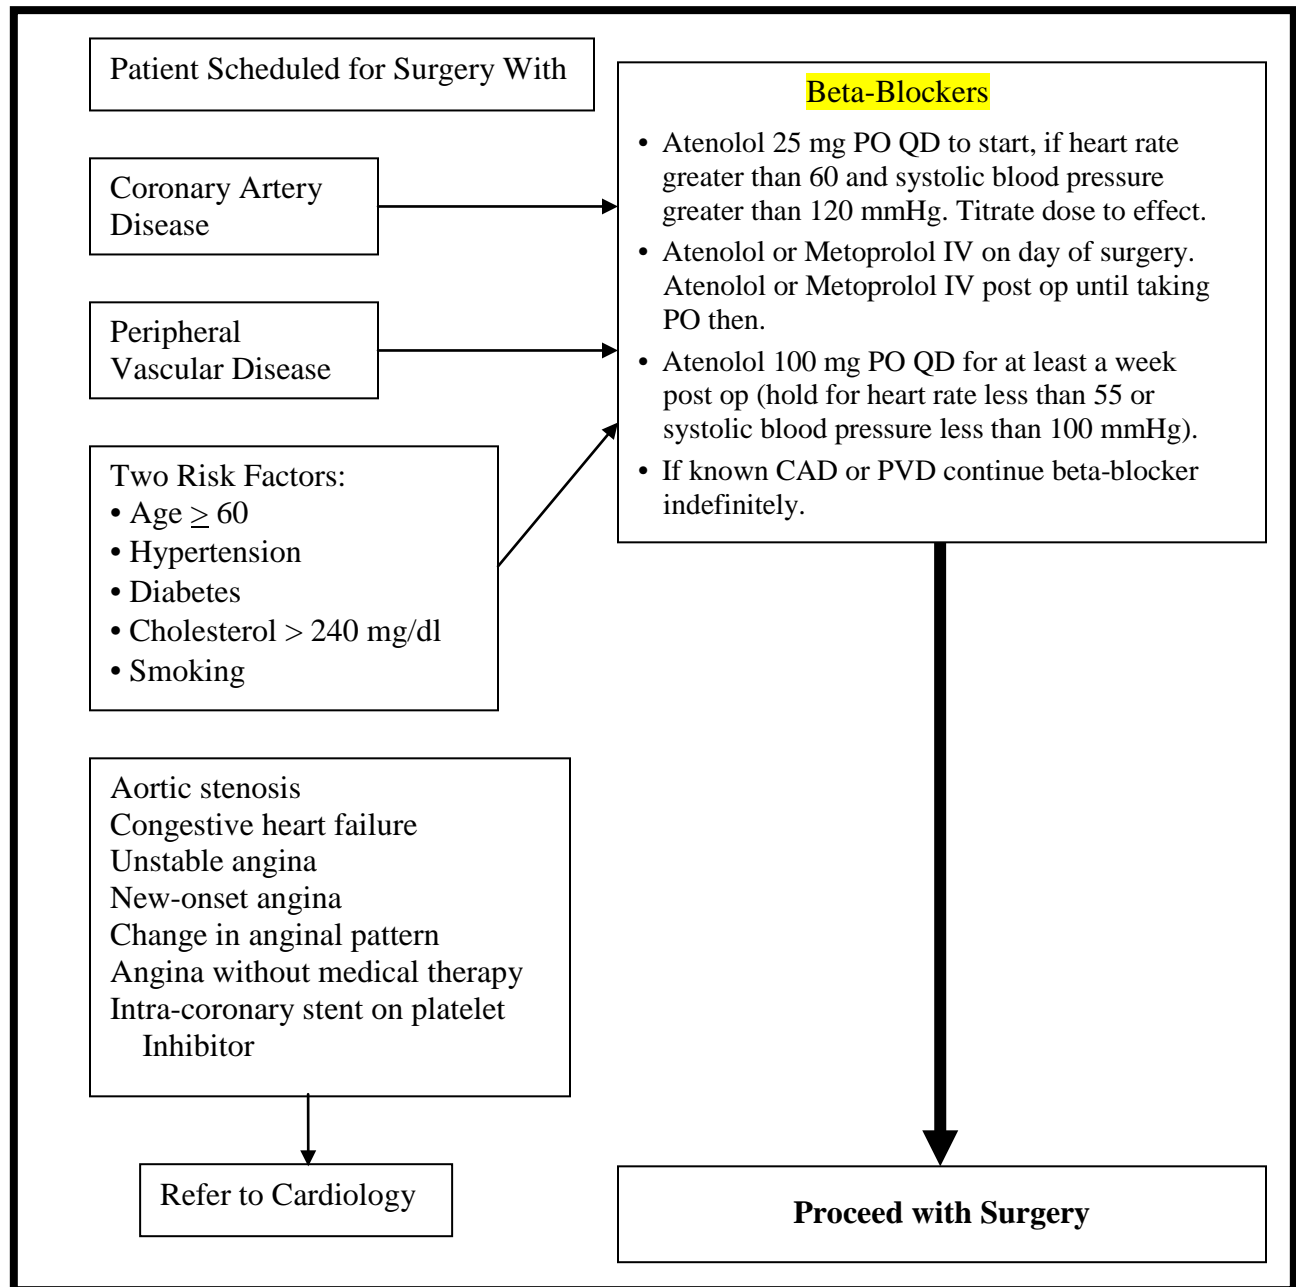 Patient Scheduled for Surgery With
Coronary Artery
Disease
Peripheral
Vascular Disease
Two Risk Factors:
• Age ≥ 60
• Hypertension
• Diabetes
• Cholesterol > 240 mg/dl
• Smoking
Beta-Blockers
• Atenolol 25 mg PO QD to start, if heart rate
greater than 60 and systolic blood pressure
greater than 120 mmHg. Titrate dose to effect.
• Atenolol or Metoprolol IV on day of surgery.
Atenolol or Metoprolol IV post op until taking
PO then.
• Atenolol 100 mg PO QD for at least a week
post op (hold for heart rate less than 55 or
systolic blood pressure less than 100 mmHg).
• If known CAD or PVD continue beta-blocker
indefinitely.
Aortic stenosis
Congestive heart failure
Unstable angina
New-onset angina
Change in anginal pattern
Angina without medical therapy
Intra-coronary stent on platelet
Inhibitor
Refer to Cardiology
Proceed with Surgery